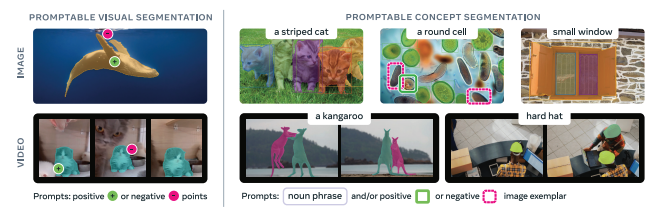 PROMPTABLE VISUAL SEGMENTATION
PROMPTABLE CONCEPT SEGMENTATION
IMAGE
a striped cat
a round cell
small window
VIDEO
a kangaroo
hard hat
Prompts: positive + or negative - points
Prompts: noun phrase and/or positive or negative image exemplar